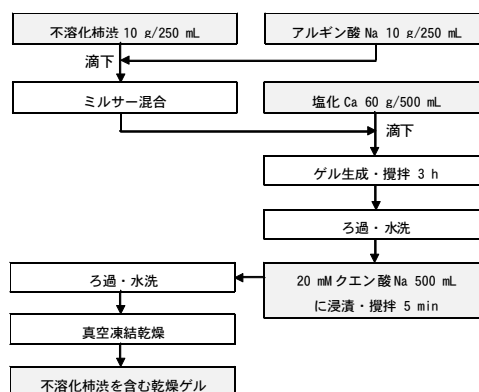 不溶化柿渋 10 g/250 mL
アルギン酸 Na 10 g/250 mL
滴下
ミルサー混合
塩化 Ca 60 g/500 mL
滴下
ゲル生成・攪拌 3 h
ろ過・水洗
20 mM クエン酸 Na 500 mL
に浸漬・攪拌 5 min
ろ過・水洗
真空凍結乾燥
不溶化柿渋を含む乾燥ゲル